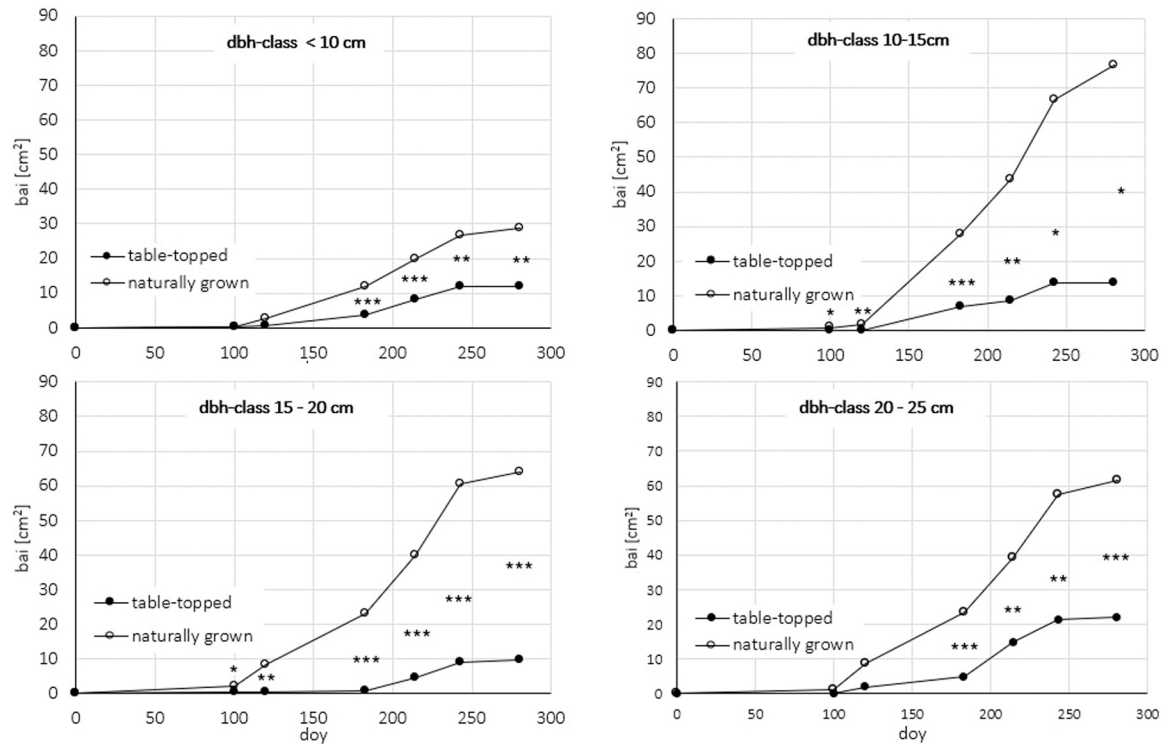 dbh-class < 10 cm
90
80
70
60
50
40
30
20
10
0
bai [cm²]
table-topped
naturally grown
***
***
**
**
0 50 100 150 200 250 300
dbh-class 10-15cm
90
80
70
60
50
40
30
20
10
0
bai [cm²]
table-topped
naturally grown
*
**
***
**
*
*
0 50 100 150 200 250 300
dbh-class 15 - 20 cm
90
80
70
60
50
40
30
20
10
0
bai [cm²]
table-topped
naturally grown
*
**
***
***
***
***
0 50 100 150 200 250 300
doy
dbh-class 20 - 25 cm
90
80
70
60
50
40
30
20
10
0
bai [cm²]
table-topped
naturally grown
***
**
**
***
0 50 100 150 200 250 300
doy